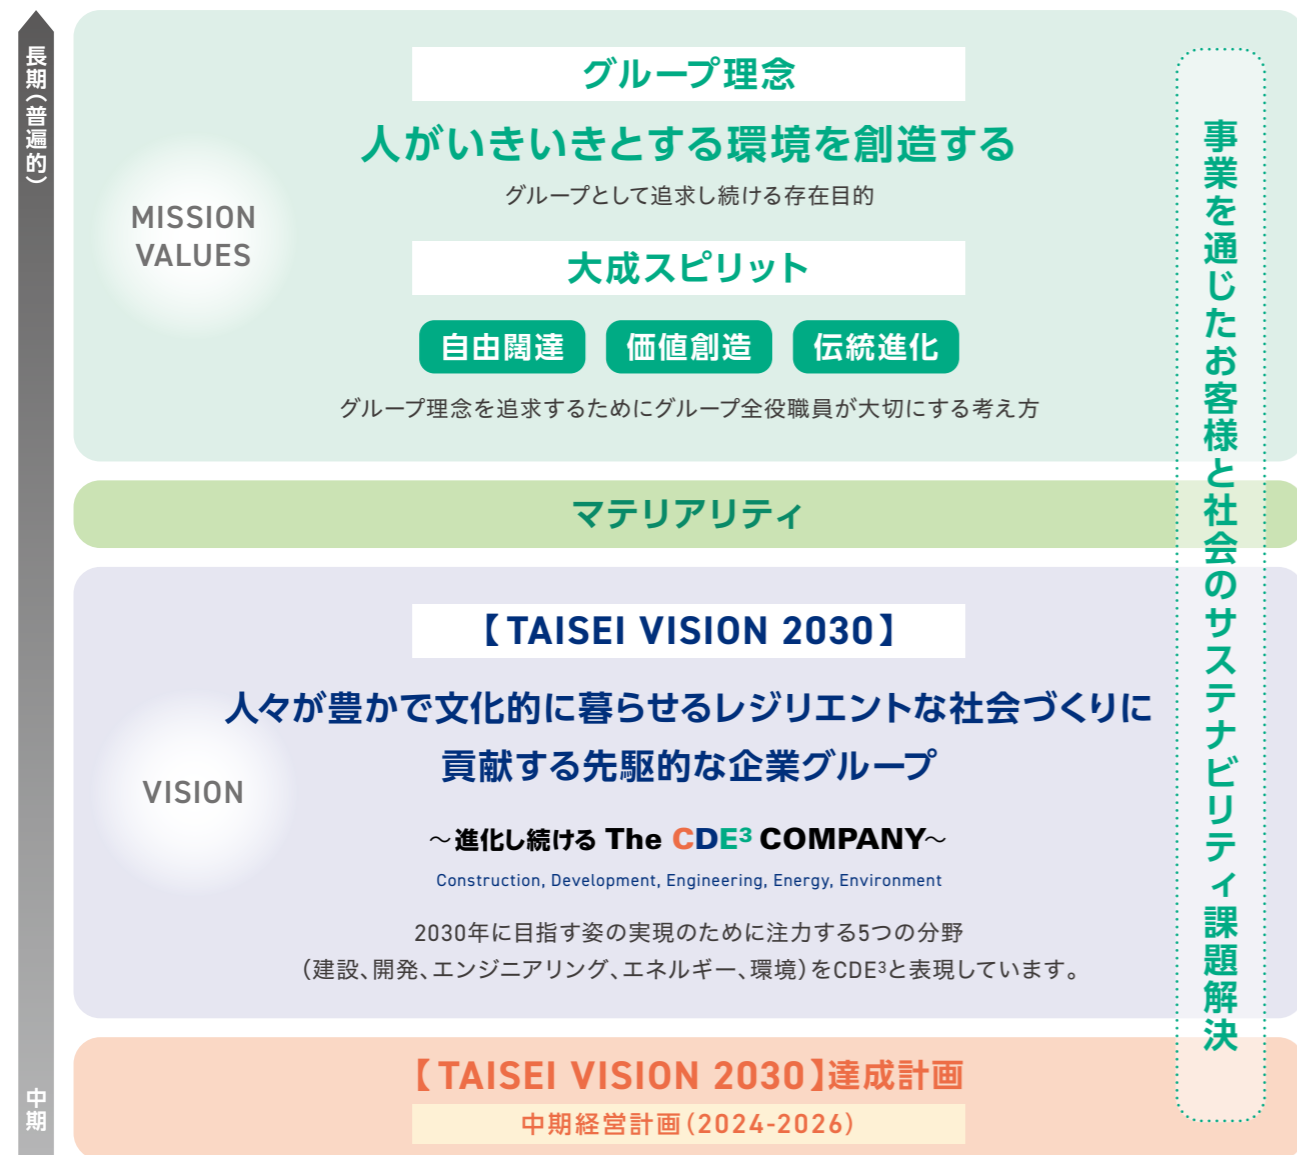 長期(普遍的)
グループ理念
人がいきいきとする環境を創造する
グループとして追求し続ける存在目的
MISSION
VALUES
大成スピリット
自由闊達 価値創造 伝統進化
グループ理念を追求するためにグループ全役職員が大切にする考え方
マテリアリティ
【TAISEI VISION 2030】
人々が豊かで文化的に暮らせるレジリエントな社会づくりに
貢献する先駆的な企業グループ
VISION
〜進化し続ける The CDE³ COMPANY〜
Construction, Development, Engineering, Energy, Environment
2030年に目指す姿の実現のために注力する5つの分野
(建設、開発、エンジニアリング、エネルギー、環境)をCDE³と表現しています。
【TAISEI VISION 2030】達成計画
中期経営計画(2024-2026)
中期
事業を通じたお客様と社会のサステナビリティ課題解決